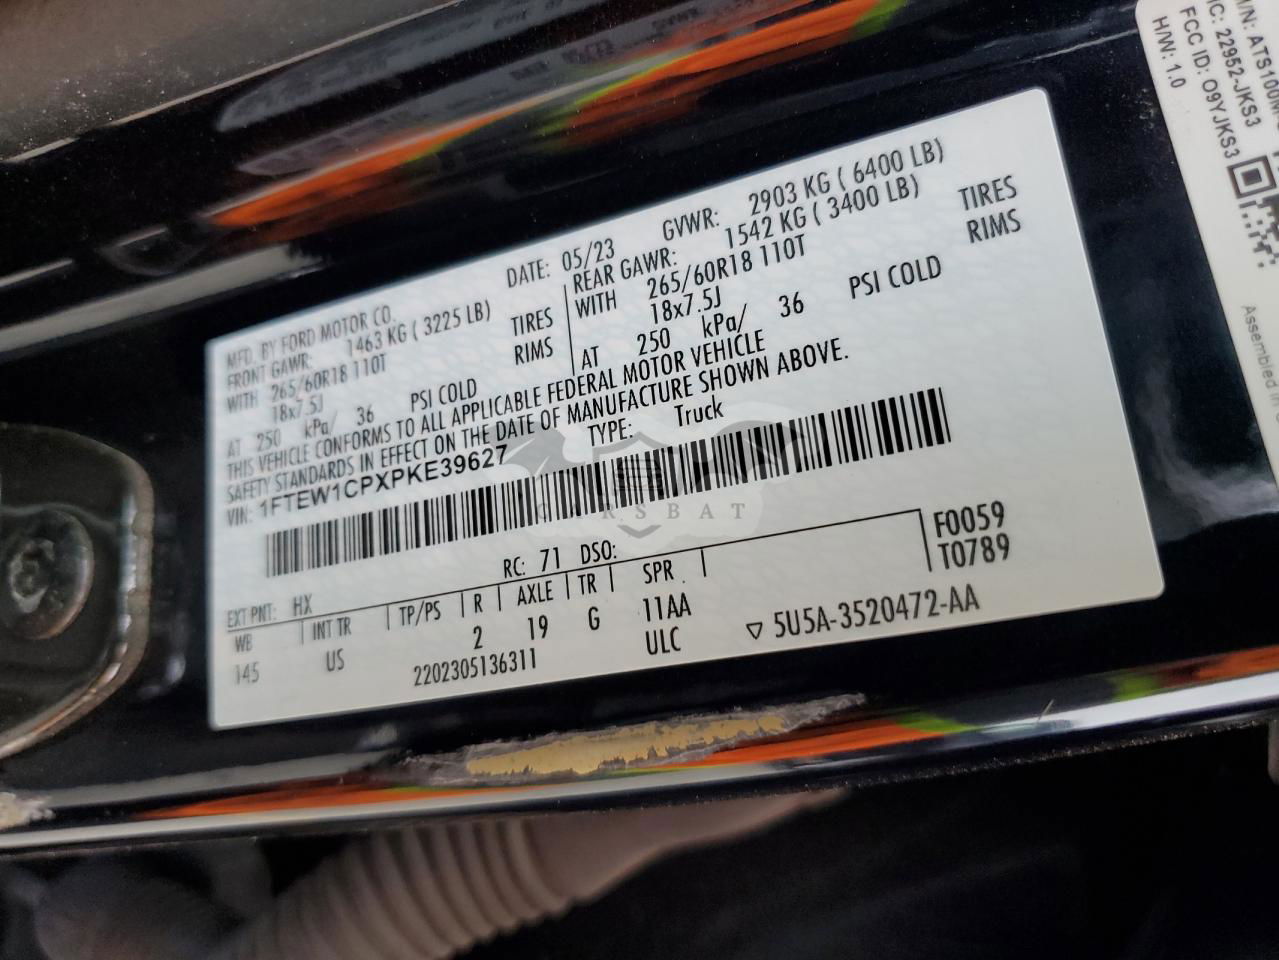 MFD. BY FORD MOTOR CO.
DATE: 05/23
GVWR: 2903 KG ( 6400 LB)
FRONT GAWR: 1463 KG ( 3225 LB)
REAR GAWR: 1542 KG ( 3400 LB)
WITH 265/60R18 110T TIRES
WITH 265/60R18 110T TIRES
18x7.5J RIMS
18x7.5J RIMS
AT 250 kPa/ 36 PSI COLD
AT 250 kPa/ 36 PSI COLD
THIS VEHICLE CONFORMS TO ALL APPLICABLE FEDERAL MOTOR VEHICLE
SAFETY STANDARDS IN EFFECT ON THE DATE OF MANUFACTURE SHOWN ABOVE.
VIN: 1FTEW1CPXPKE39627
TYPE: Truck
CARSBAT
EXT PNT: HX RC: 71 DSO:
WB INT TR TP/PS R AXLE TR SPR
145 US 2 19 G 11AA
2202305136311 ULC
F0059
T0789
▽ 5U5A-3520472-AA
M/N: ATS100M
IC: 22952-JKS3
FCC ID: O9YJKS3
H/W: 1.0
Assembled in